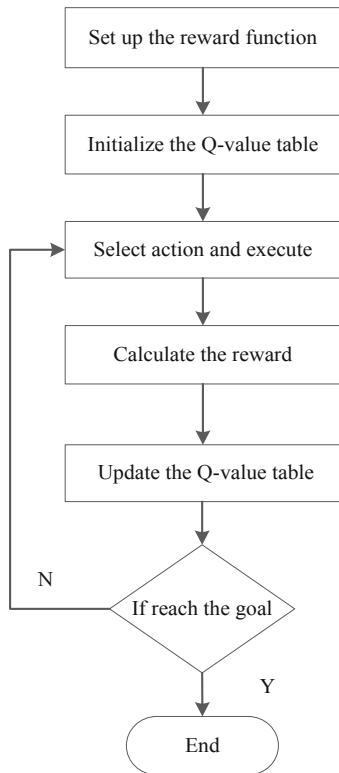 Set up the reward function
Initialize the Q-value table
Select action and execute
Calculate the reward
Update the Q-value table
N
If reach the goal
Y
End